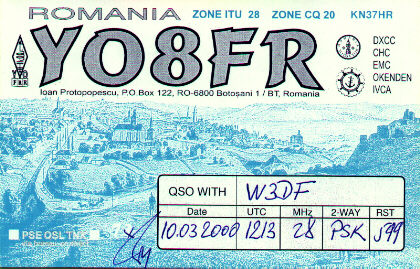 ROMANIA ZONE ITU 28 ZONE CQ 20 KN37HR
YO8FR
DXCC
CHC
EMC
OKENDEN
IVCA
Ioan Protopopescu, P.O Box 122, RO-6800 Botoşani 1 / BT, Romania
QSO WITH W3DF
Date UTC MHz 2-WAY RST
10.03 2000 1213 28 PSK 599
PSE QSL TNX